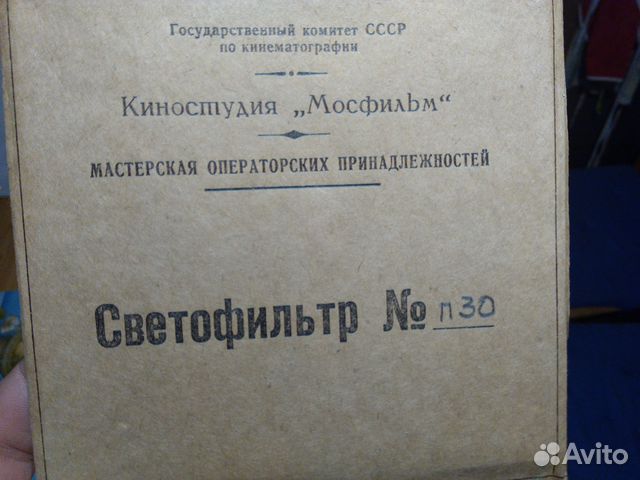 Государственный комитет СССР
по кинематографии
Киностудия „Мосфильм“
МАСТЕРСКАЯ ОПЕРАТОРСКИХ ПРИНАДЛЕЖНОСТЕЙ
Светофильтр № п30
Avito